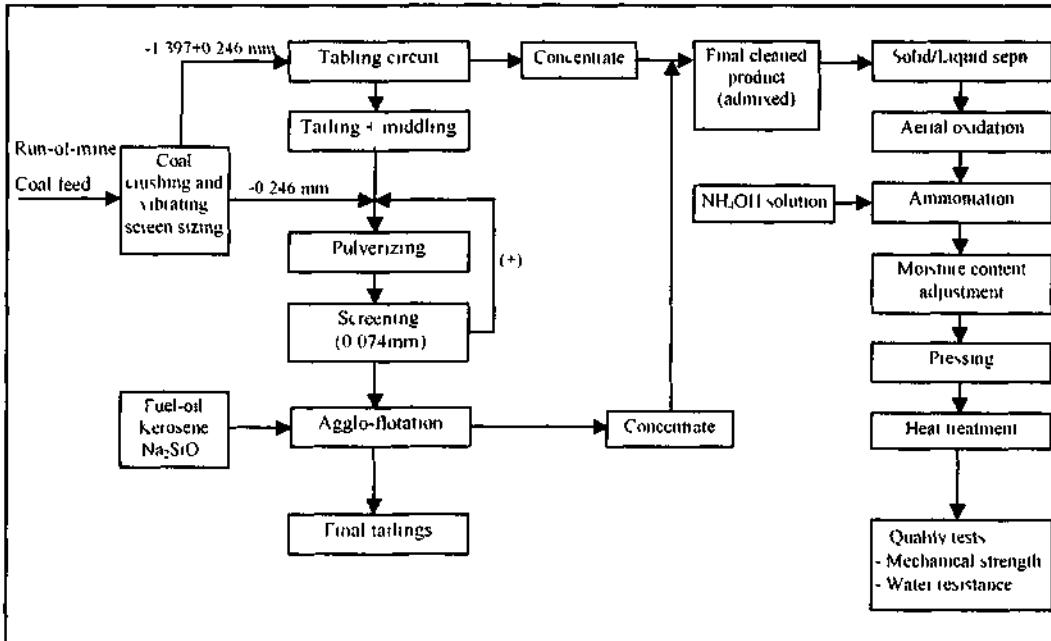 -1 397+0.246 mm
Tabling circuit
Concentrate
Final cleaned
product
(admixed)
Solid/Liquid sepn
Tailing + middling
Aerial oxidation
Run-of-mine
Coal feed
Coal
crushing and
vibrating
screen sizing
-0 246 mm
NH₄OH solution
Ammoniation
Pulverizing
(+)
Moisture content
adjustment
Screening
(0 074mm)
Pressing
Fuel-oil
Kerosene
Na₂SiO
Agglo-flotation
Concentrate
Heat treatment
Final tailings
Quality tests
- Mechanical strength
- Water resistance